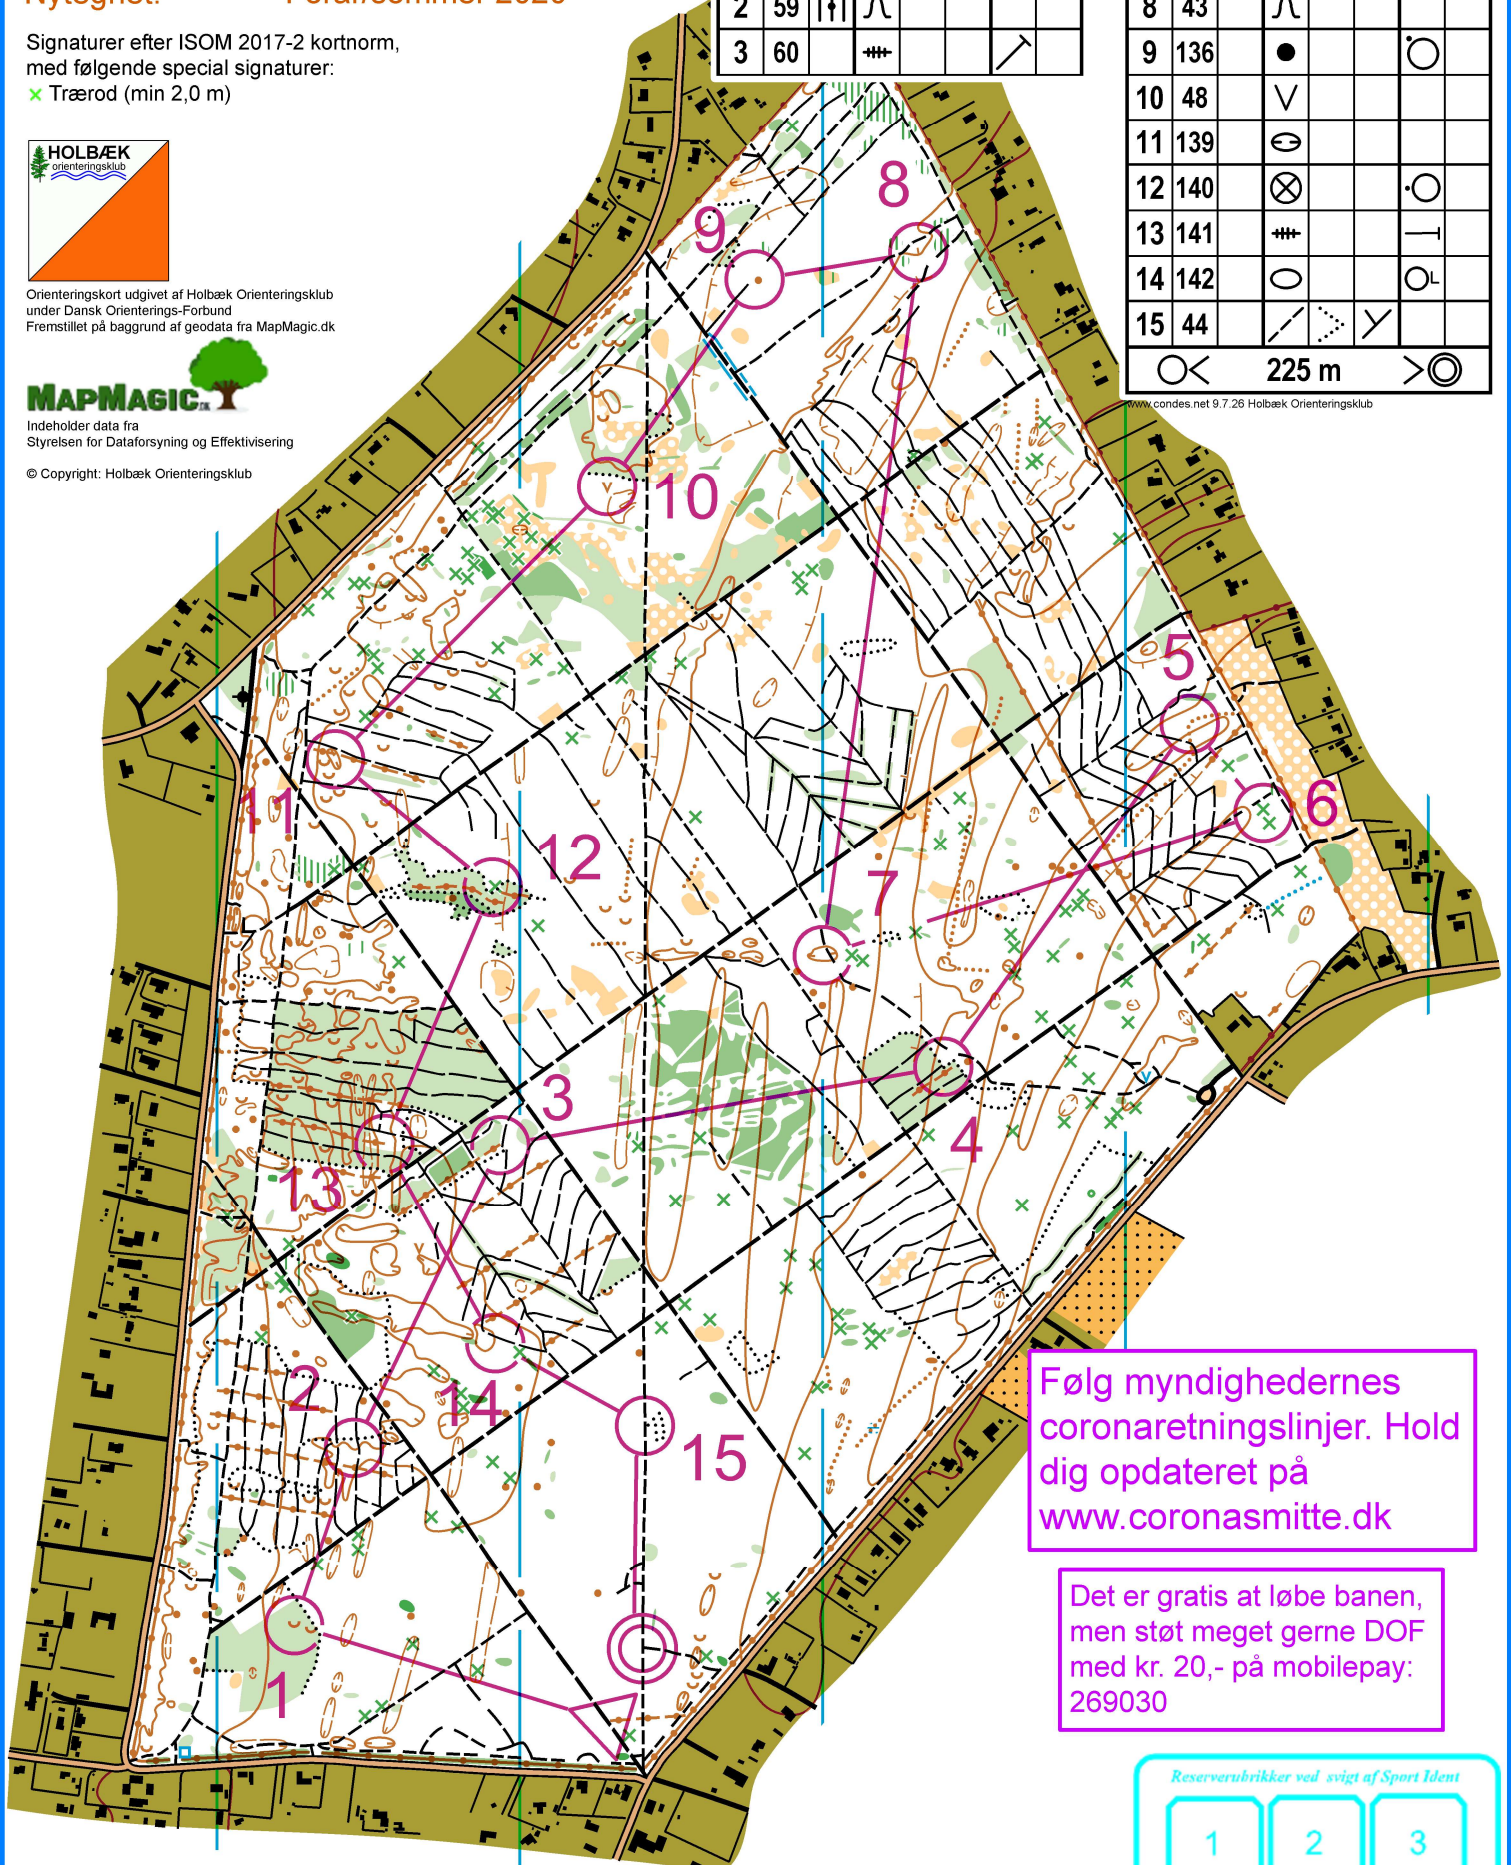 Signaturer efter ISOM 2017-2 kortnorm,
med følgende special signaturer:
Trærod (min 2,0 m)
HOLBÆK
orienteringsklub
Orienteringskort udgivet af Holbæk Orienteringsklub
under Dansk Orienterings-Forbund
Fremstillet på baggrund af geodata fra MapMagic.dk
MAPMAGIC.DK
Indeholder data fra
Styrelsen for Dataforsyning og Effektivisering
© Copyright: Holbæk Orienteringsklub
2 59
3 60
8 43
9 136
10 48
11 139
12 140
13 141
14 142
15 44
225 m
www.condes.net 9.7.26 Holbæk Orienteringsklub
8
9
10
5
6
11
12
7
3
4
13
2
14
15
1
Følg myndighedernes
coronaretningslinjer. Hold
dig opdateret på
www.coronasmitte.dk
Det er gratis at løbe banen,
men støt meget gerne DOF
med kr. 20,- på mobilepay:
269030
Reserverubrikker ved svigt af Sport Ident
1 2 3